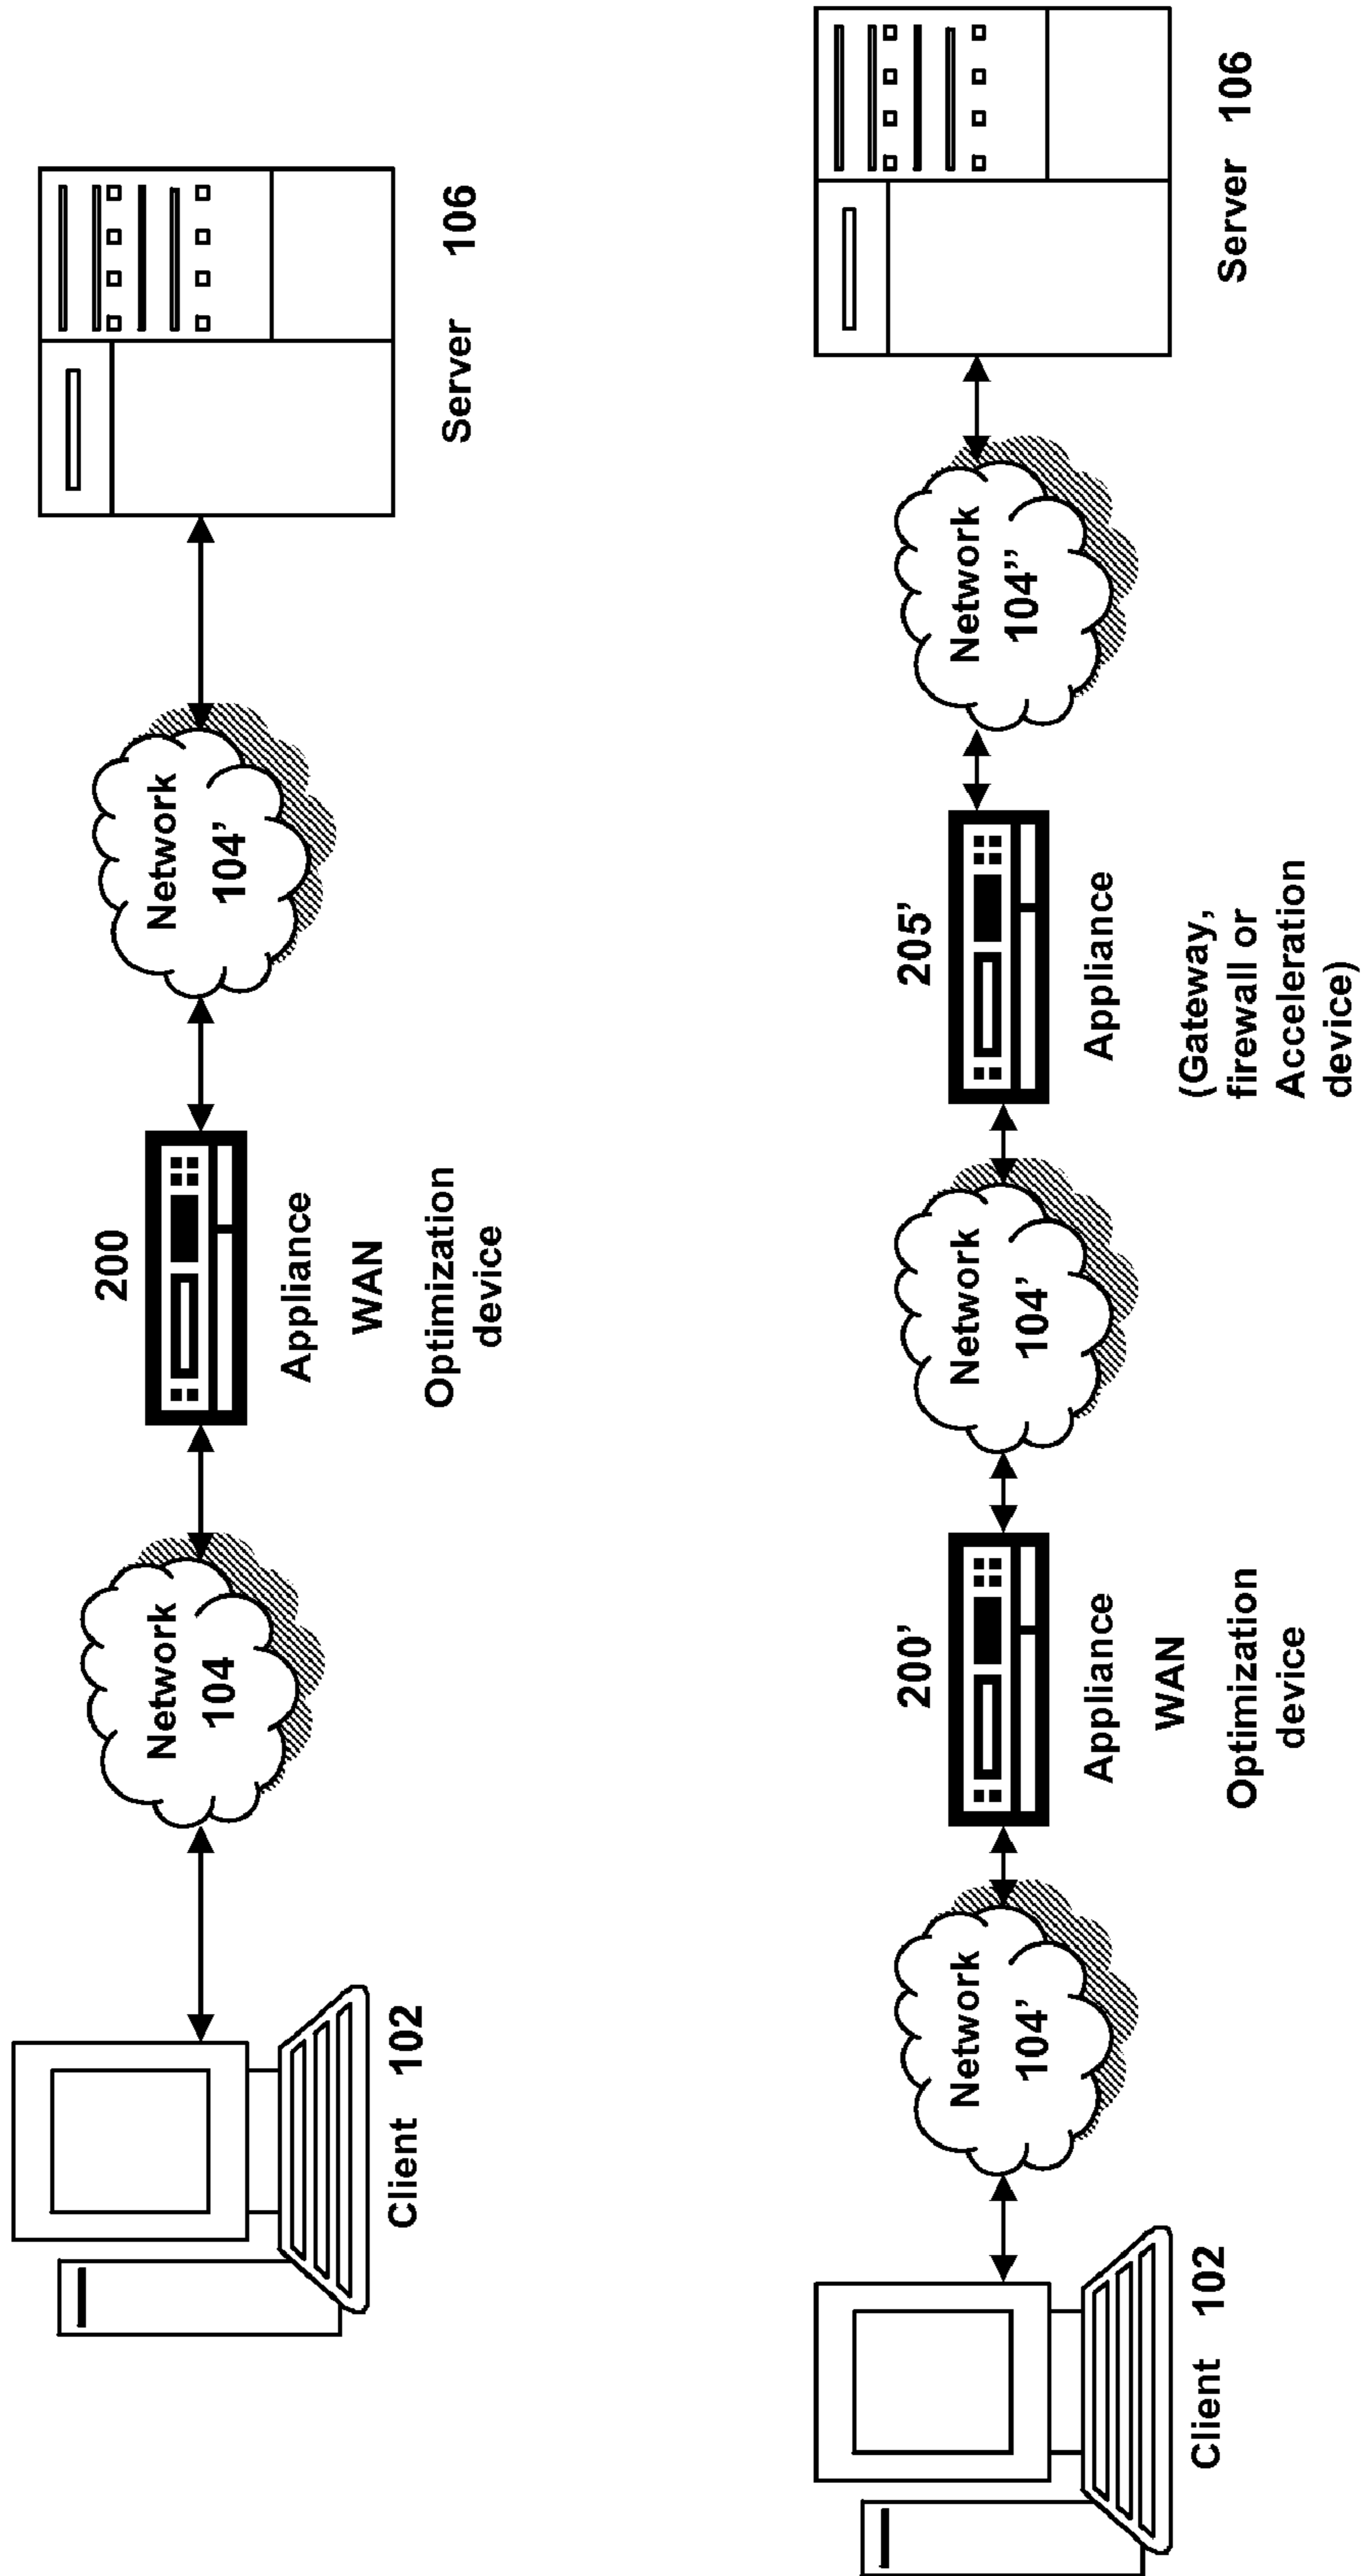 Client 102
Network
104
200
Appliance
WAN
Optimization
device
Network
104’
Server 106
Client 102
Network
104’
200’
Appliance
WAN
Optimization
device
Network
104’
205’
Appliance
(Gateway,
firewall or
Acceleration
device)
Network
104”
Server 106